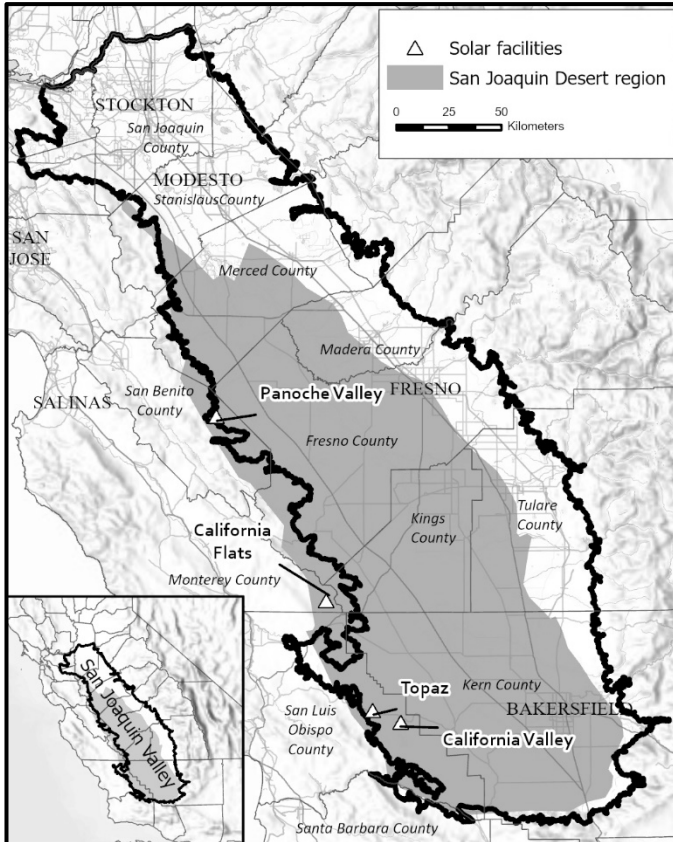 Solar facilities
San Joaquin Desert region
0 25 50
Kilometers
STOCKTON
San Joaquin
County
MODESTO
StanislausCounty
SAN
JOSE
Merced County
Madera County
SALINAS
San Benito
County
Panoche Valley
FRESNO
Fresno County
Tulare
County
Kings
County
California
Flats
Monterey County
Topaz
Kern County
San Luis
Obispo
County
BAKERSFIELD
California Valley
Santa Barbara County
San Joaquin Valley